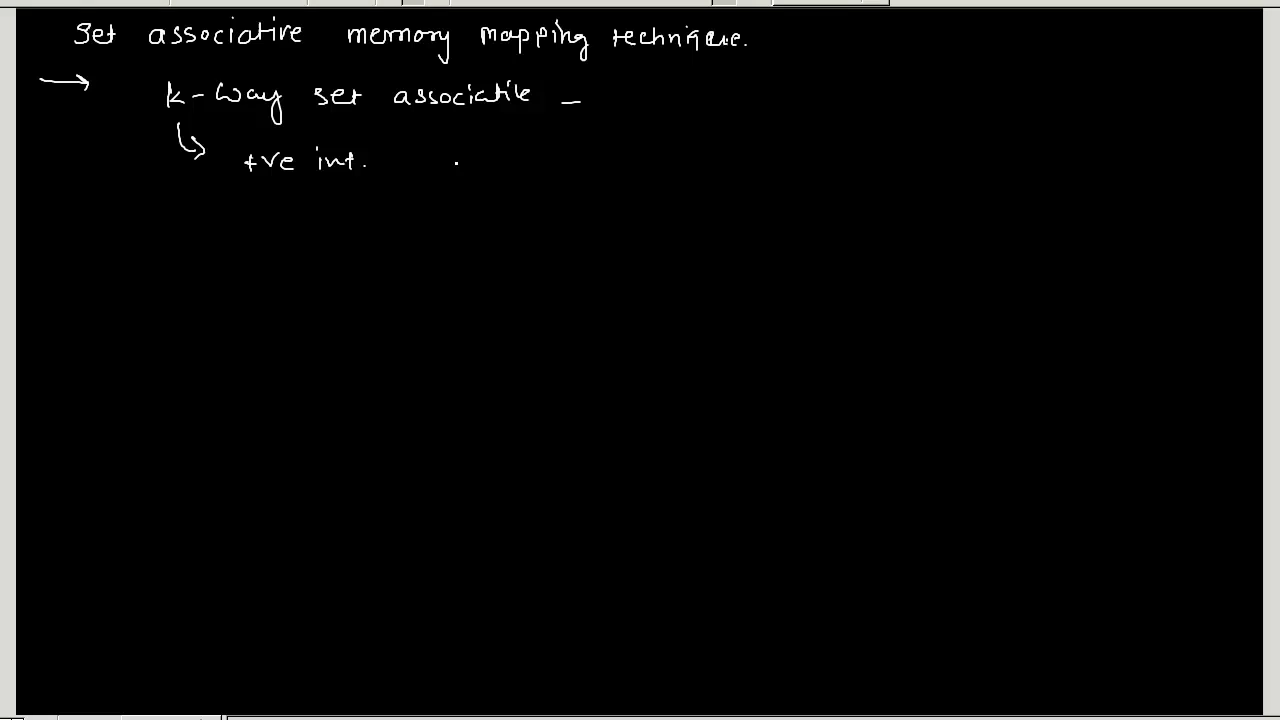 Set associative memory mapping technique.
→ k-way set associative –
↳ +ve int. .